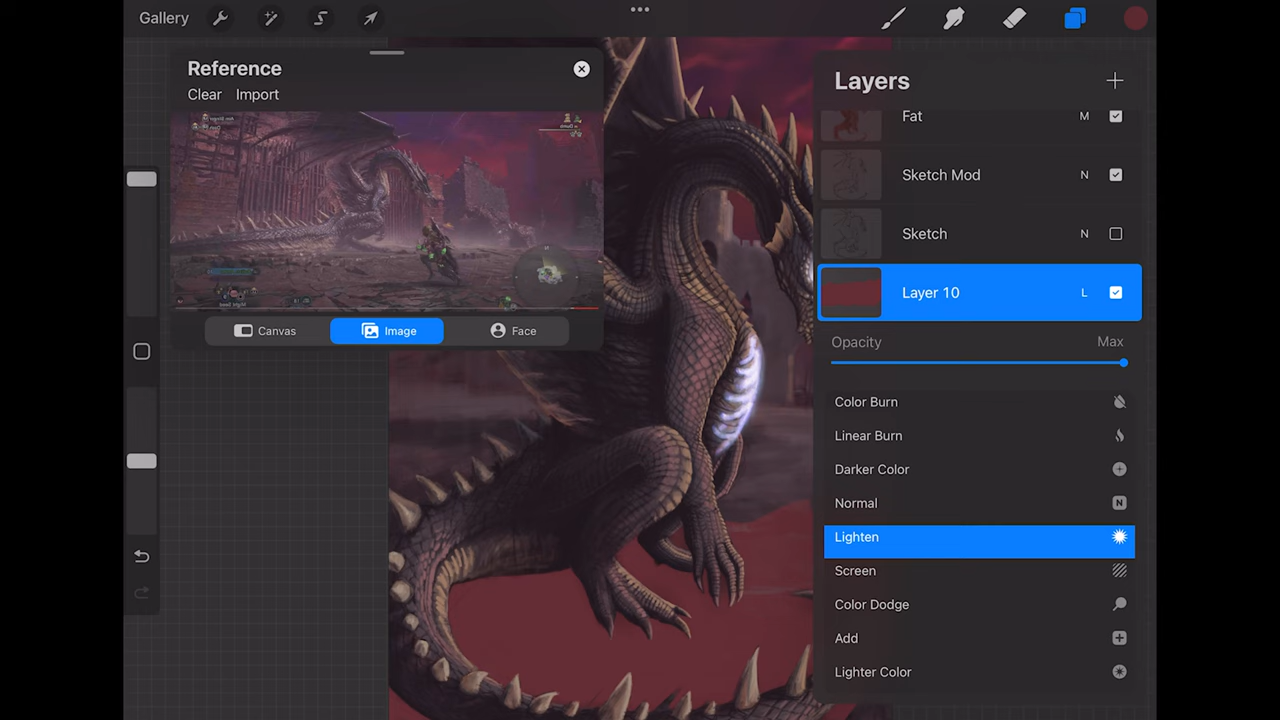 Gallery
Reference
Clear Import
Canvas Image Face
Layers
Fat M
Sketch Mod N
Sketch N
Layer 10 L
Opacity Max
Color Burn
Linear Burn
Darker Color
Normal N
Lighten
Screen
Color Dodge
Add
Lighter Color